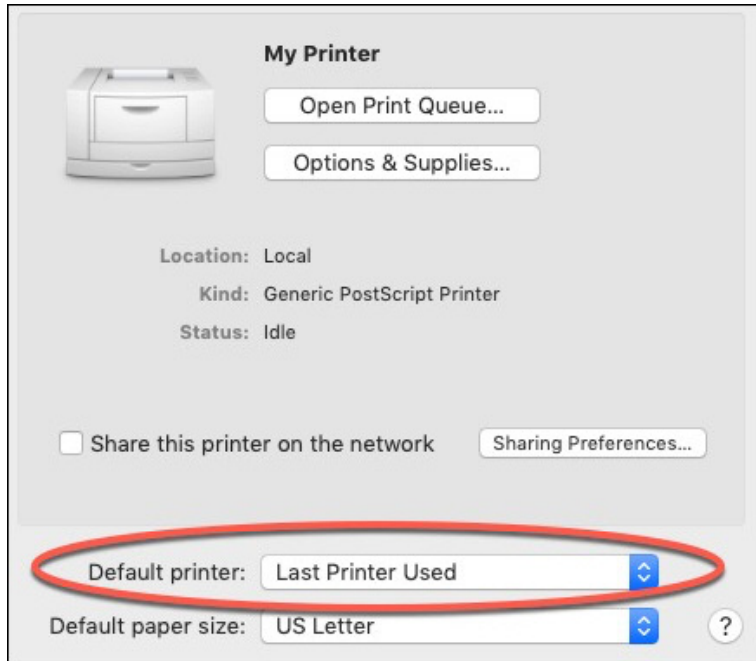 My Printer
Open Print Queue...
Options & Supplies...
Location: Local
Kind: Generic PostScript Printer
Status: Idle
Share this printer on the network Sharing Preferences...
Default printer: Last Printer Used
Default paper size: US Letter ?